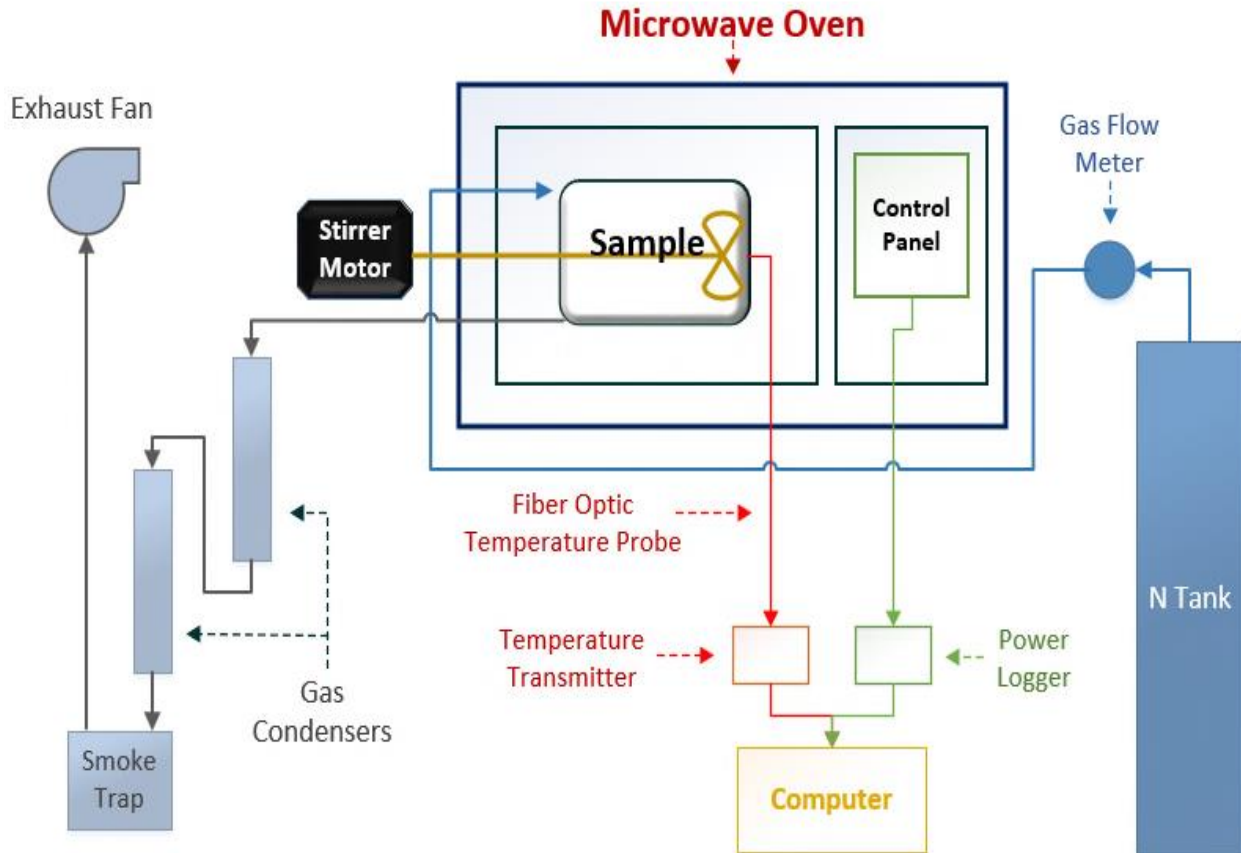 Microwave Oven
Exhaust Fan
Gas Flow
Meter
Stirrer
Motor
Sample
Control
Panel
Fiber Optic
Temperature Probe
N Tank
Temperature
Transmitter
Power
Logger
Gas
Condensers
Smoke
Trap
Computer